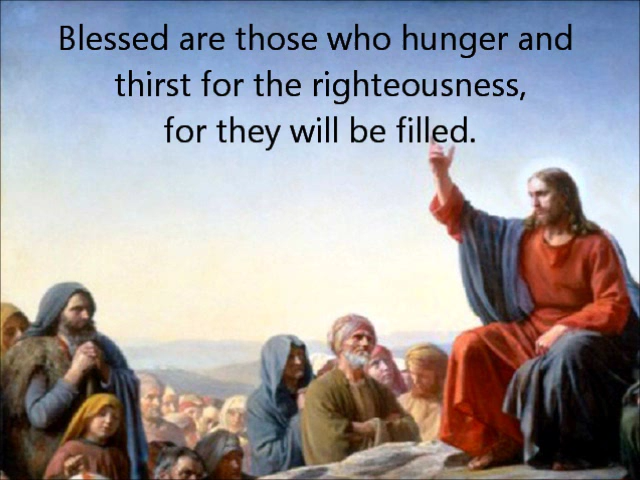 Blessed are those who hunger and
thirst for the righteousness,
for they will be filled.